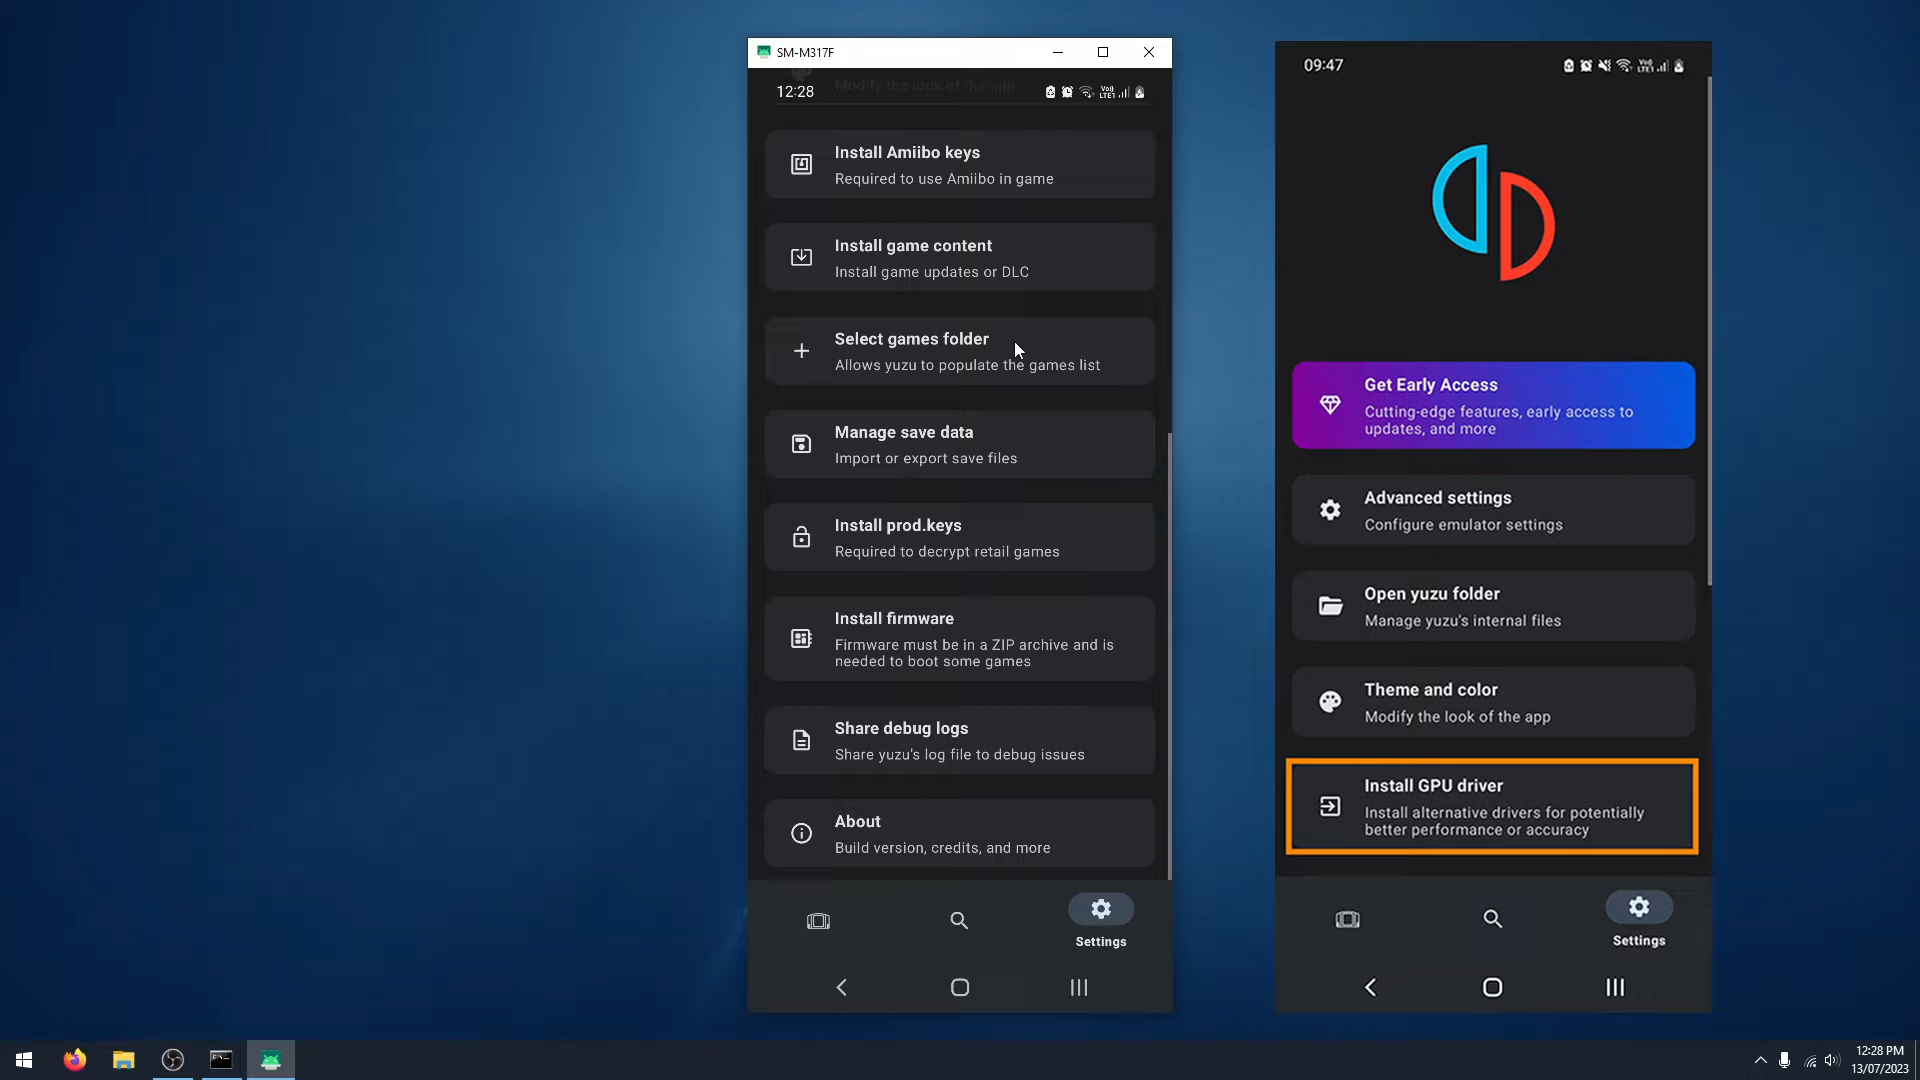 SM-M317F
Modify the look of the app
12:28
Install Amiibo keys
Required to use Amiibo in game
Install game content
Install game updates or DLC
Select games folder
Allows yuzu to populate the games list
Manage save data
Import or export save files
Install prod.keys
Required to decrypt retail games
Install firmware
Firmware must be in a ZIP archive and is
needed to boot some games
Share debug logs
Share yuzu's log file to debug issues
About
Build version, credits, and more
Settings
09:47
Get Early Access
Cutting-edge features, early access to
updates, and more
Advanced settings
Configure emulator settings
Open yuzu folder
Manage yuzu's internal files
Theme and color
Modify the look of the app
Install GPU driver
Install alternative drivers for potentially
better performance or accuracy
Settings
12:28 PM
13/07/2023